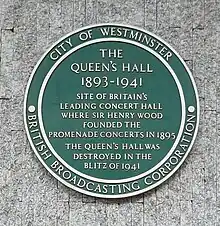 CITY OF WESTMINSTER
THE
QUEEN'S HALL
1893-1941
SITE OF BRITAIN'S
LEADING CONCERT HALL
WHERE SIR HENRY WOOD
FOUNDED THE
PROMENADE CONCERTS IN 1895
THE QUEEN'S HALL WAS
DESTROYED IN THE
BLITZ OF 1941
BRITISH BROADCASTING CORPORATION